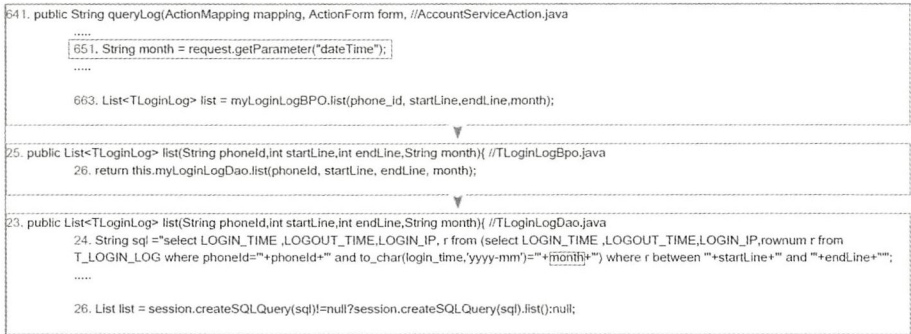 641. public String queryLog(ActionMapping mapping, ActionForm form, //AccountServiceAction.java
.....
651. String month = request.getParameter("dateTime");
.....
663. List<TLoginLog> list = myLoginLogBPO.list(phone_id, startLine,endLine,month);
25. public List<TLoginLog> list(String phoneId,int startLine,int endLine,String month){ //TLoginLogBpo.java
26. return this.myLoginLogDao.list(phoneId, startLine, endLine, month);
23. public List<TLoginLog> list(String phoneId,int startLine,int endLine,String month){ //TLoginLogDao.java
24. String sql ="select LOGIN_TIME ,LOGOUT_TIME,LOGIN_IP, r from (select LOGIN_TIME ,LOGOUT_TIME,LOGIN_IP,rownum r from
T_LOGIN_LOG where phoneId='"+phoneId+"' and to_char(login_time,'yyyy-mm')='"+month+"') where r between '"+startLine+"' and '"+endLine+"'";
.....
26. List list = session.createSQLQuery(sql)!=null?session.createSQLQuery(sql).list():null;